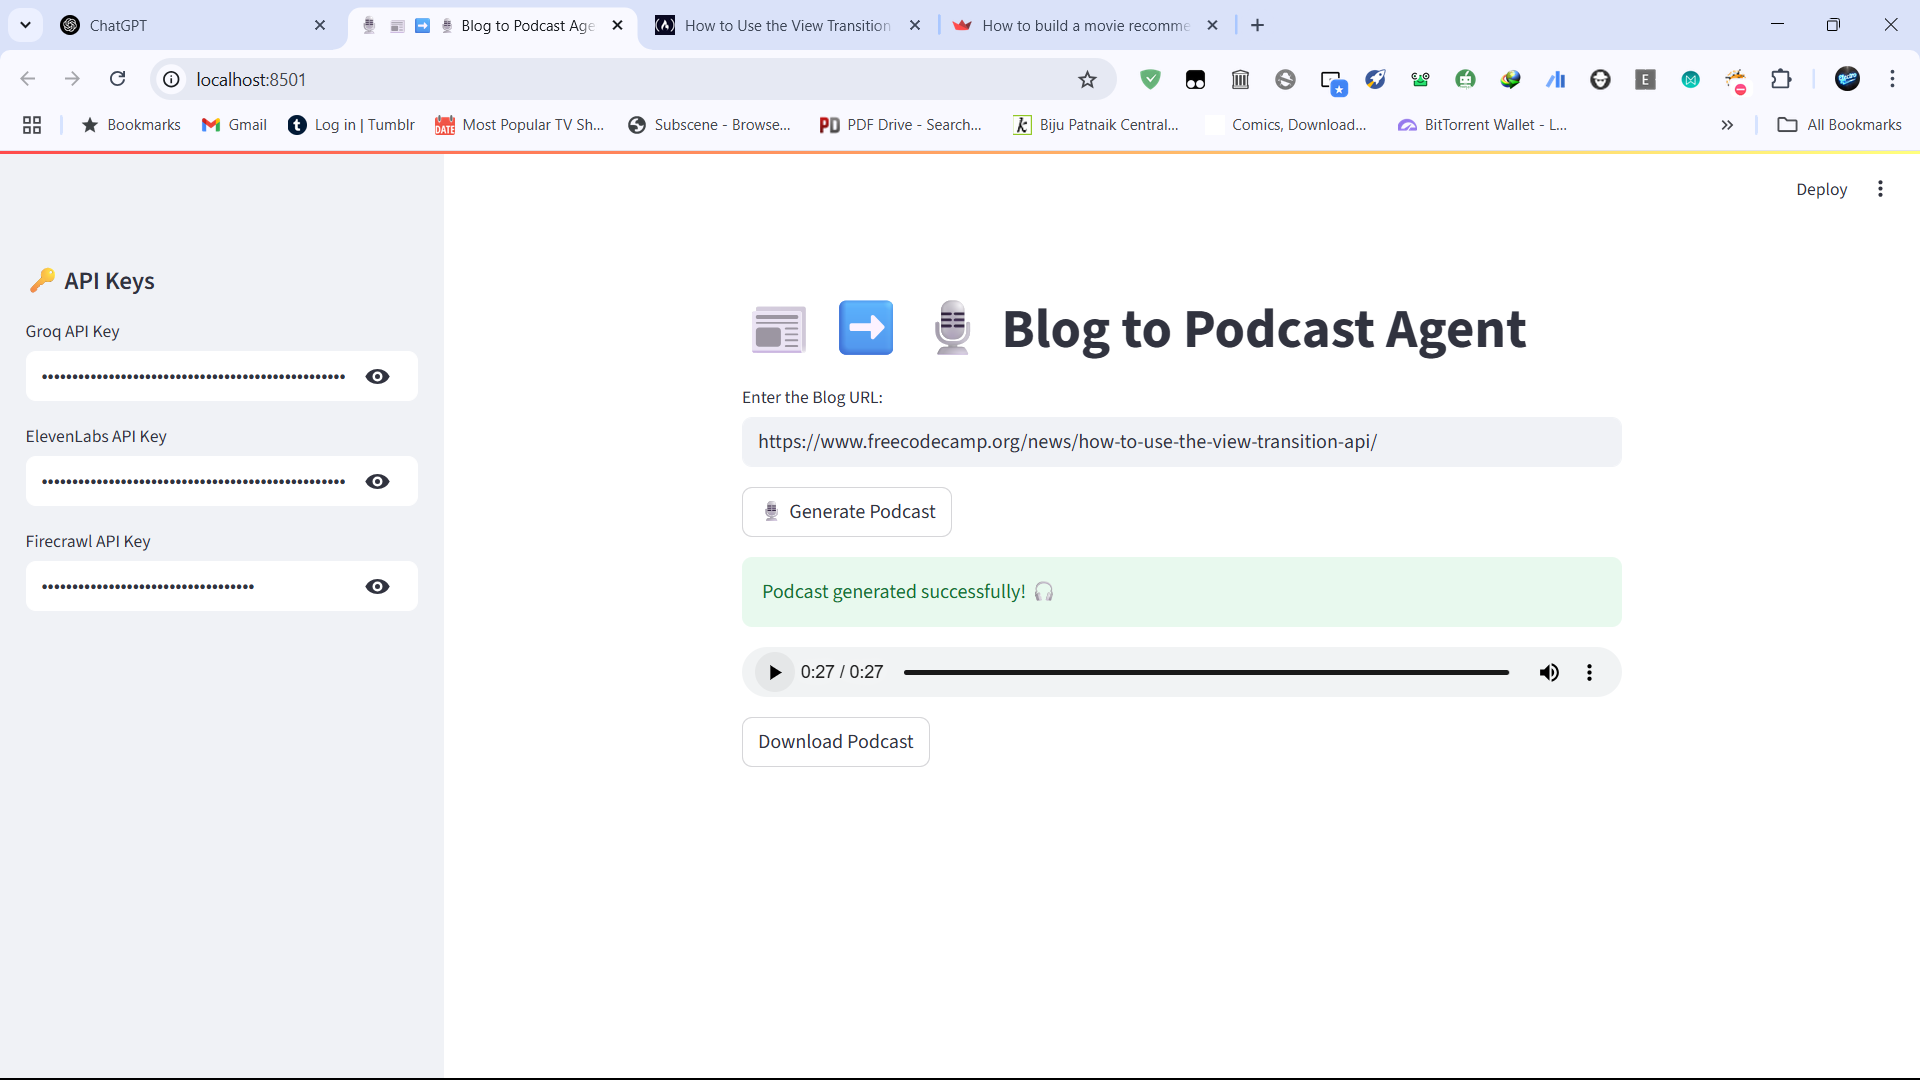 ChatGPT
Blog to Podcast Age
How to Use the View Transition
How to build a movie recomme
localhost:8501
E
Bookmarks
Gmail
Log in | Tumblr
DATE
Most Popular TV Sh...
Subscene - Browse...
PD
PDF Drive - Search...
k
Biju Patnaik Central...
Comics, Download...
BitTorrent Wallet - L...
All Bookmarks
Deploy
API Keys
Groq API Key
••••••••••••••••••••••••••••••••••••••••••••••••••
ElevenLabs API Key
••••••••••••••••••••••••••••••••••••••••••••••••••
Firecrawl API Key
•••••••••••••••••••••••••••••••••••
Blog to Podcast Agent
Enter the Blog URL:
https://www.freecodecamp.org/news/how-to-use-the-view-transition-api/
Generate Podcast
Podcast generated successfully!
0:27 / 0:27
Download Podcast